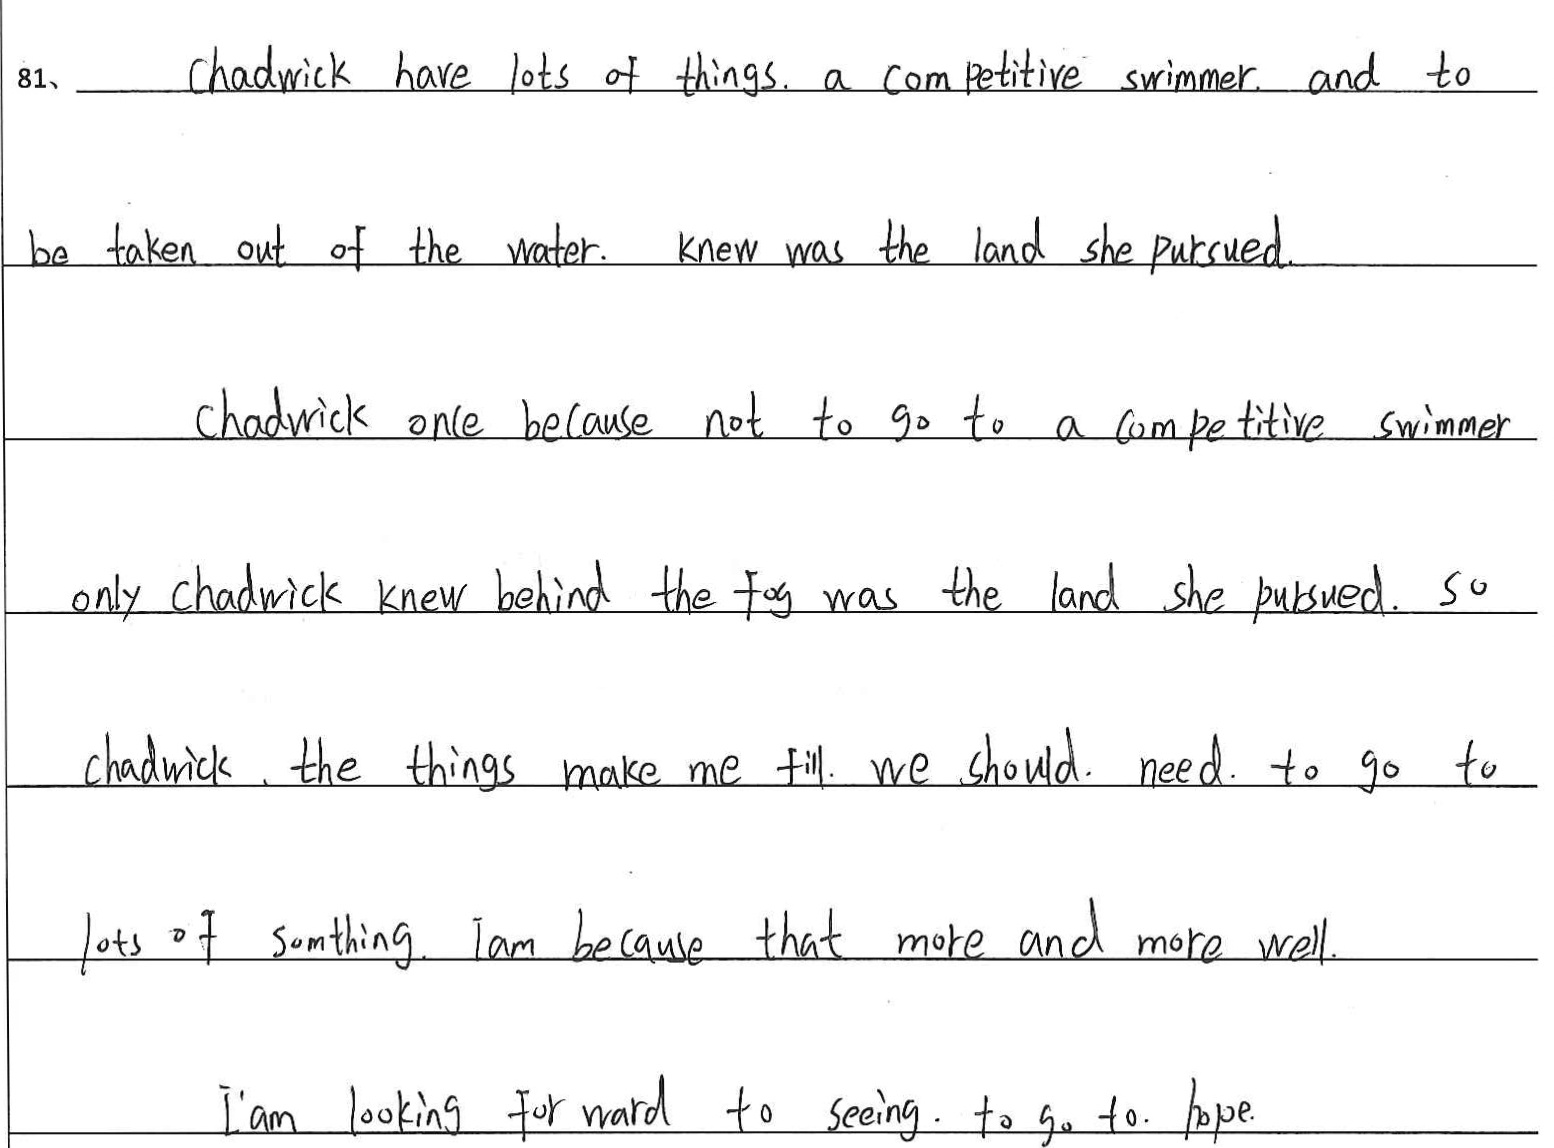 81、 Chadwick have lots of things. a competitive swimmer. and to
be taken out of the water. knew was the land she pursued.
Chadwick once because not to go to a competitive swimmer
only Chadwick knew behind the fog was the land she pursued. so
chadwick. the things make me fill. we should. need. to go to
lots of somthing. I am because that more and more well.
I'am looking forward to seeing. to go to. hope.